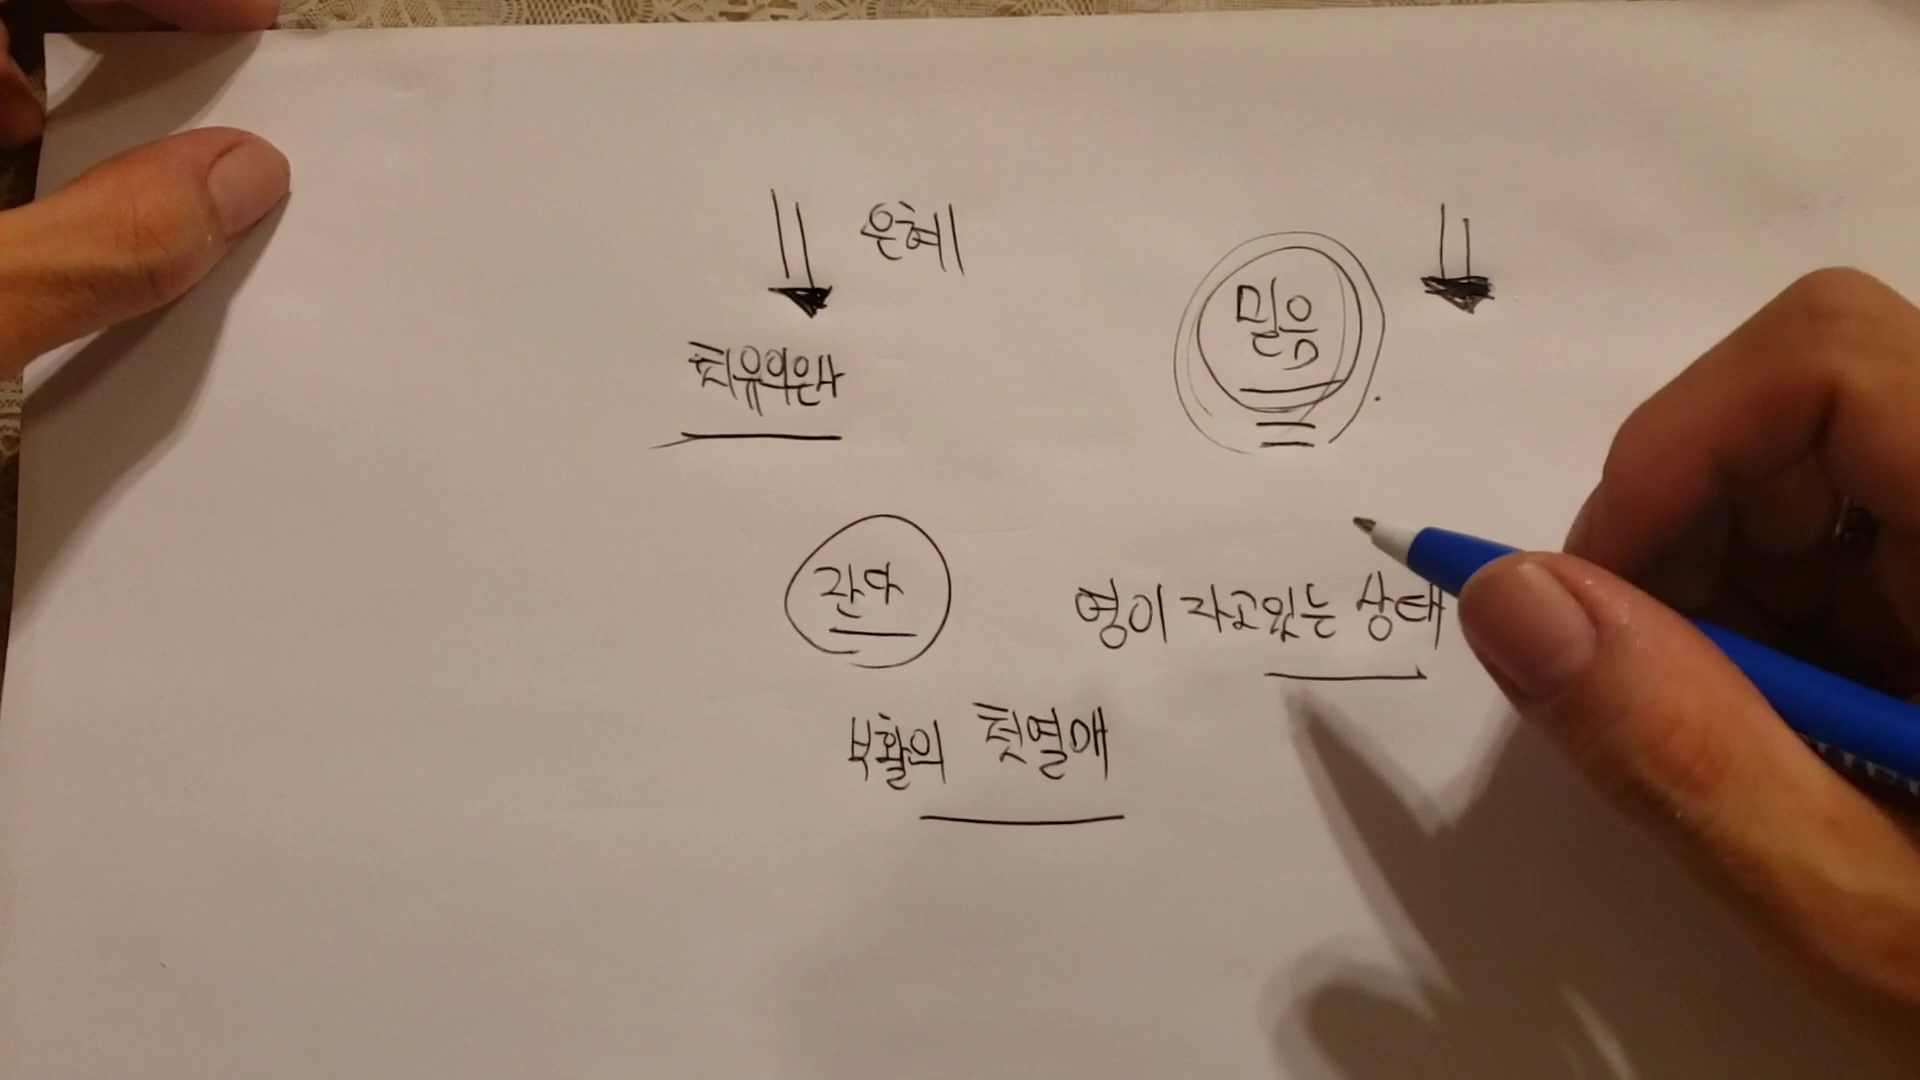 은혜
믿음
치유의은사
잔다
영이 자고있는 상태
부활의 첫열매